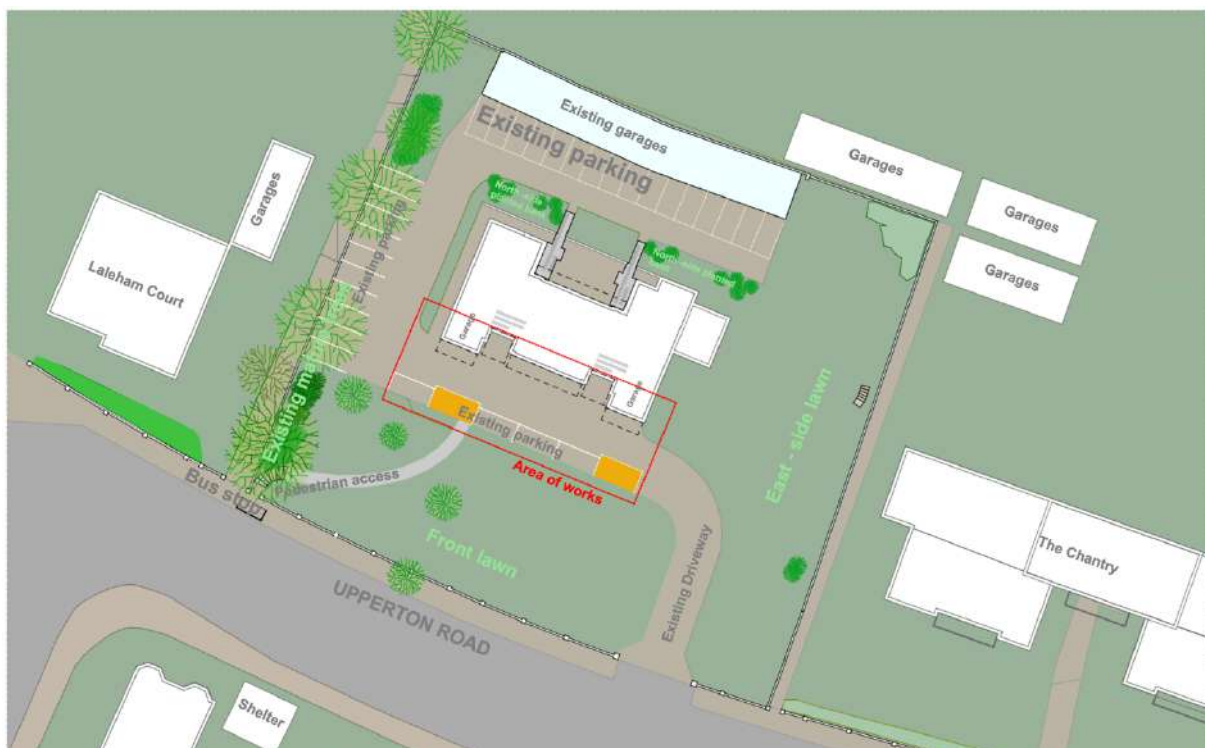 Existing garages
Existing parking
Garages
Garages
Garages
Garages
Laleham Court
North-side planted
North-side planted
Existing parking
Garage
Garage
Existing parking
Area of works
Pedestrian access
Bus stop
Front lawn
East - side lawn
Existing Driveway
UPPERTON ROAD
The Chantry
Shelter